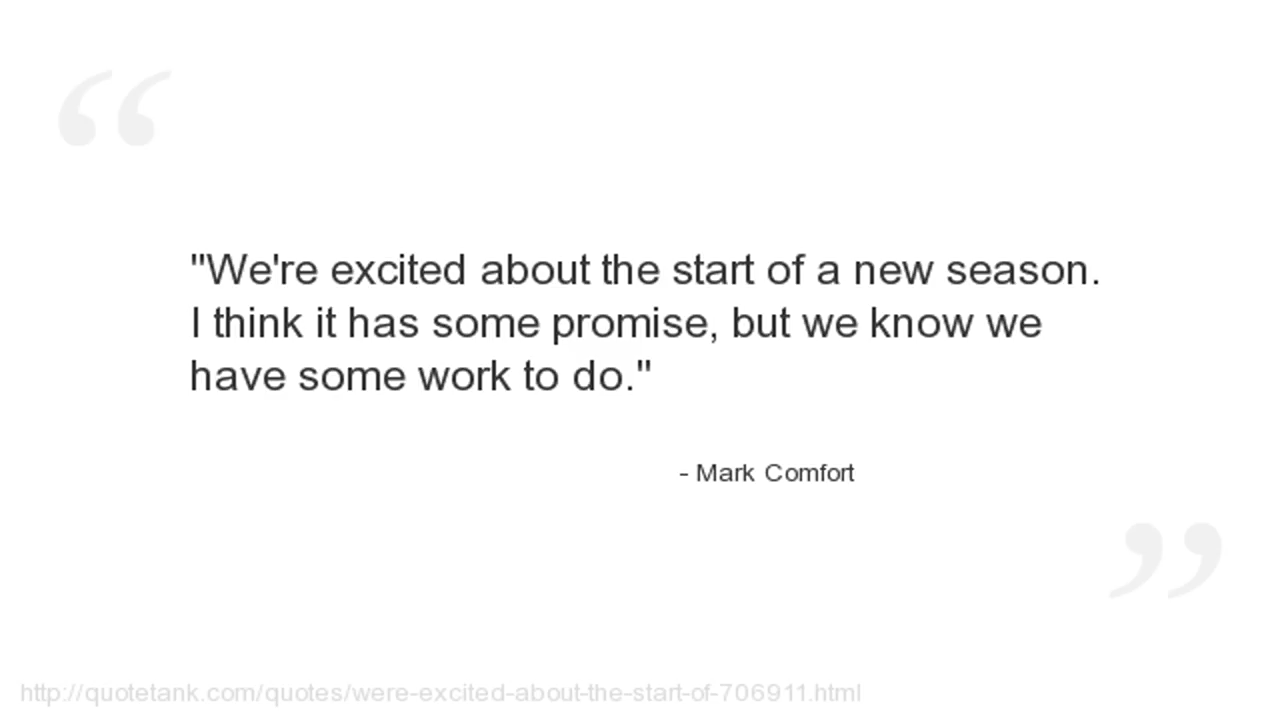 "We're excited about the start of a new season.
I think it has some promise, but we know we
have some work to do."
- Mark Comfort
http://quotetank.com/quotes/were-excited-about-the-start-of-706911.html